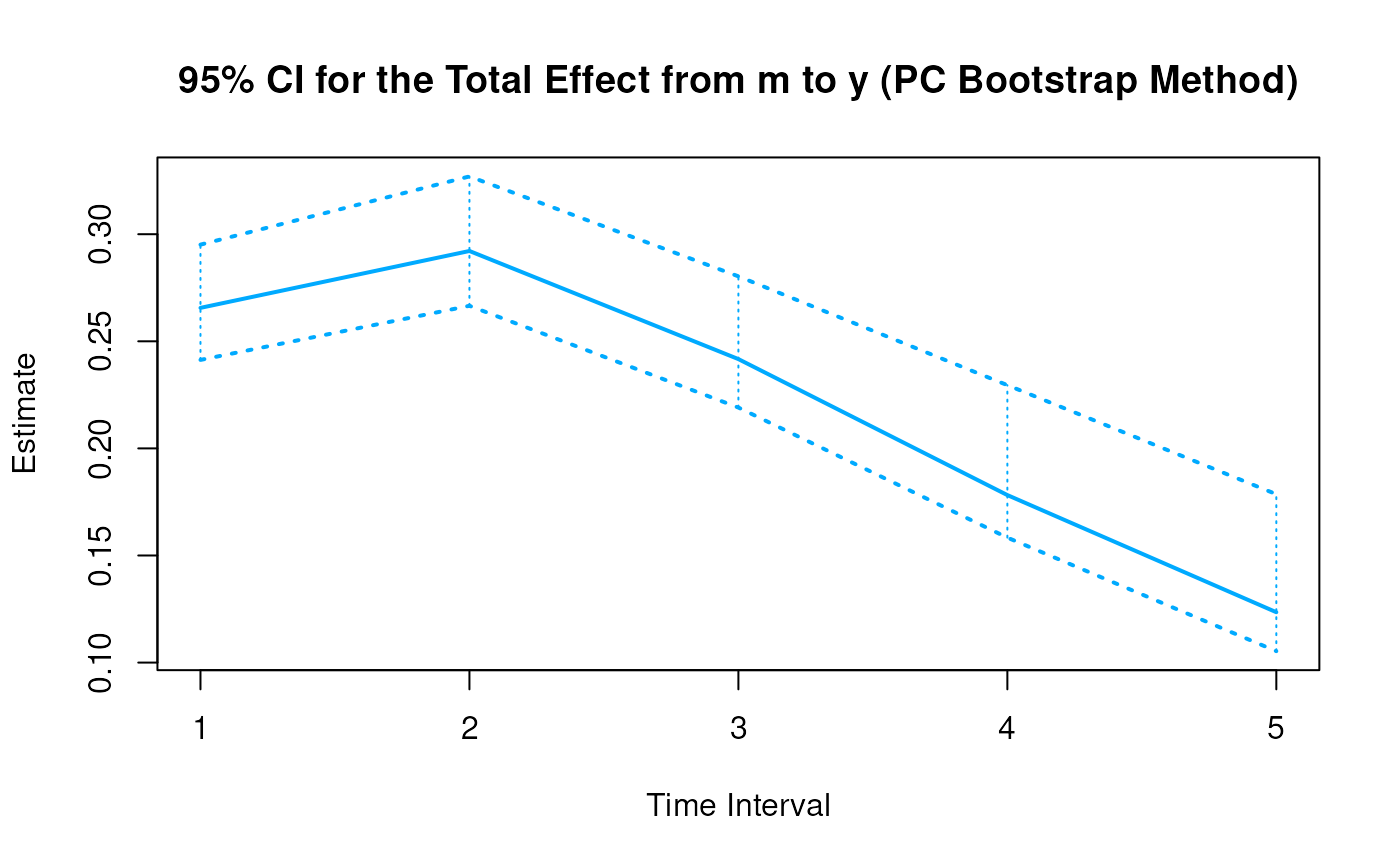 95% CI for the Total Effect from m to y (PC Bootstrap Method)
Estimate
0.30
0.25
0.20
0.15
0.10
1 2 3 4 5
Time Interval